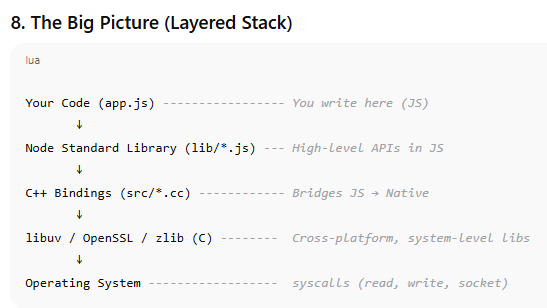 8. The Big Picture (Layered Stack)
lua
Your Code (app.js) ----------------- You write here (JS)
↓
Node Standard Library (lib/*.js) --- High-level APIs in JS
↓
C++ Bindings (src/*.cc) ------------ Bridges JS → Native
↓
libuv / OpenSSL / zlib (C) -------- Cross-platform, system-level libs
↓
Operating System ------------------ syscalls (read, write, socket)